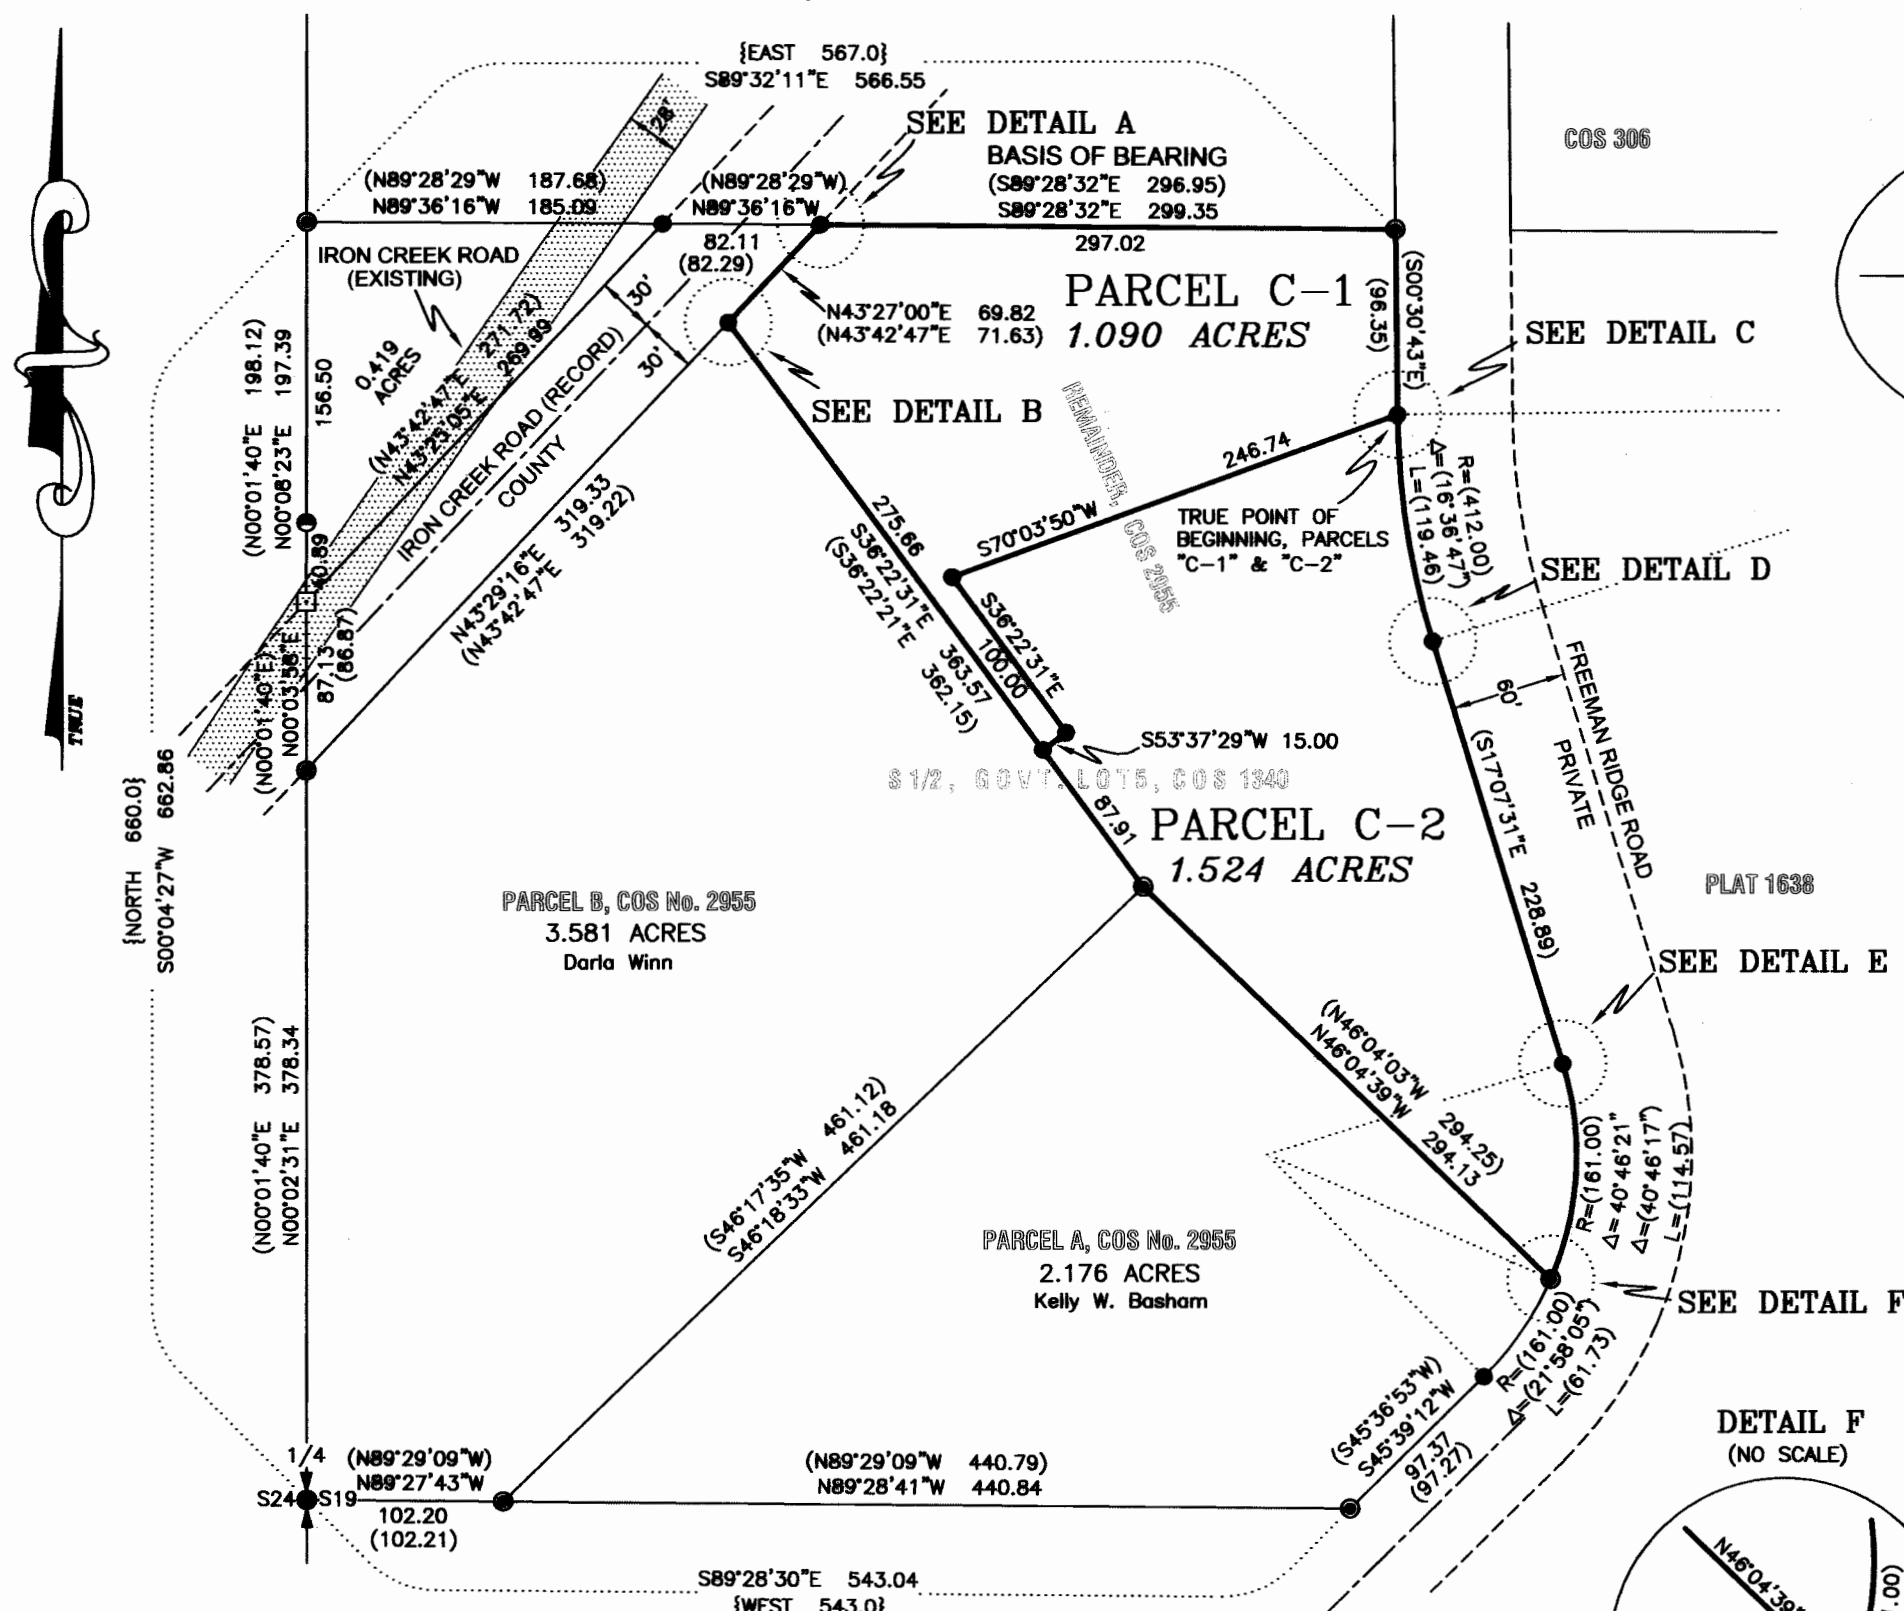 {EAST 567.0}
S89°32'11"E 566.55
SEE DETAIL A
BASIS OF BEARING
(S89°28'32"E 296.95)
S89°28'32"E 299.35
297.02
COS 306
28'
(N89°28'29"W 187.68)
N89°36'16"W 185.09
(N89°28'29"W)
N89°36'16"W
82.11
(82.29)
IRON CREEK ROAD
(EXISTING)
30'
30'
N43°27'00"E 69.82
(N43°42'47"E 71.63)
PARCEL C-1
1.090 ACRES
(S00°30'43"E)
(96.35)
SEE DETAIL C
SEE DETAIL B
(N00°01'40"E 198.12)
N00°08'23"E 197.39
156.50
0.419
ACRES
(N43°42'47"E 271.72)
N43°25'05"E 269.99
IRON CREEK ROAD (RECORD)
COUNTY
REMAINDER, COS 2955
246.74
S70°03'50"W
TRUE POINT OF
BEGINNING, PARCELS
"C-1" & "C-2"
R=(412.00)
Δ=(16°36'47")
L=(119.46)
SEE DETAIL D
40.89
N43°29'16"E 319.33
(N43°42'47"E 319.22)
275.66
S36°22'31"E 363.57
(S36°22'21"E 362.15)
S36°22'31"E
100.00
(N00°01'40"E)
N00°03'58"E
87.13
(86.87)
TRUE
S53°37'29"W 15.00
60'
FREEMAN RIDGE ROAD
PRIVATE
(S17°07'31"E 228.89)
S 1/2, GOVT. LOT 5, COS 1340
87.91
PARCEL C-2
1.524 ACRES
{NORTH 660.0}
S00°04'27"W 662.86
PARCEL B, COS No. 2955
3.581 ACRES
Darla Winn
PLAT 1638
SEE DETAIL E
(N46°04'03"W 294.25)
N46°04'39"W 294.13
(N00°01'40"E 378.57)
N00°02'31"E 378.34
(S46°17'35"W 461.12)
S46°18'33"W 461.18
R=(161.00)
Δ= 40°46'21"
Δ=(40°46'17")
L=(114.57)
PARCEL A, COS No. 2955
2.176 ACRES
Kelly W. Basham
SEE DETAIL F
R=(161.00)
Δ=(21°58'05")
L=(61.73)
(S45°36'53"W)
S45°39'12"W
97.37
(97.27)
DETAIL F
(NO SCALE)
1/4
S24 S19
(N89°29'09"W)
N89°27'43"W
102.20
(102.21)
(N89°29'09"W 440.79)
N89°28'41"W 440.84
S89°28'30"E 543.04
{WEST 543.0}
N46°04'39"